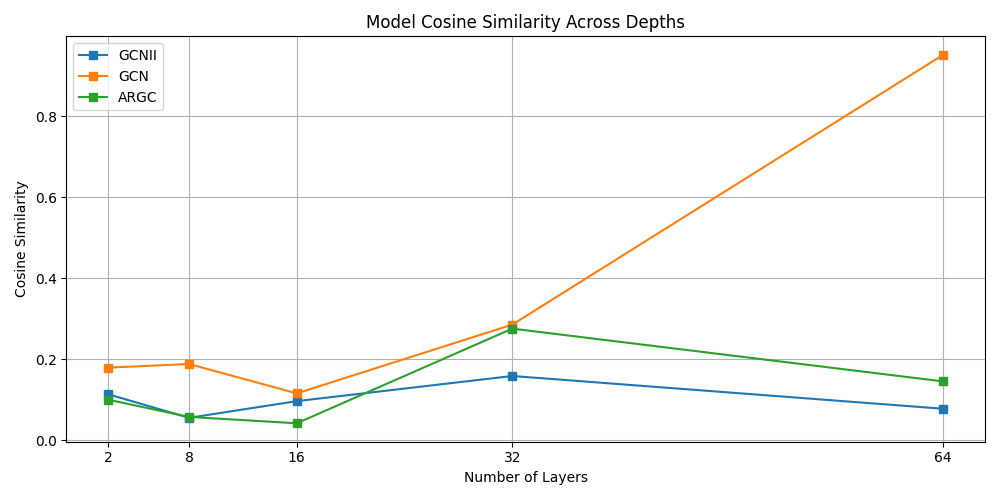 Model Cosine Similarity Across Depths
GCNII
GCN
ARGC
Cosine Similarity
0.8
0.6
0.4
0.2
0.0
2 8 16 32 64
Number of Layers